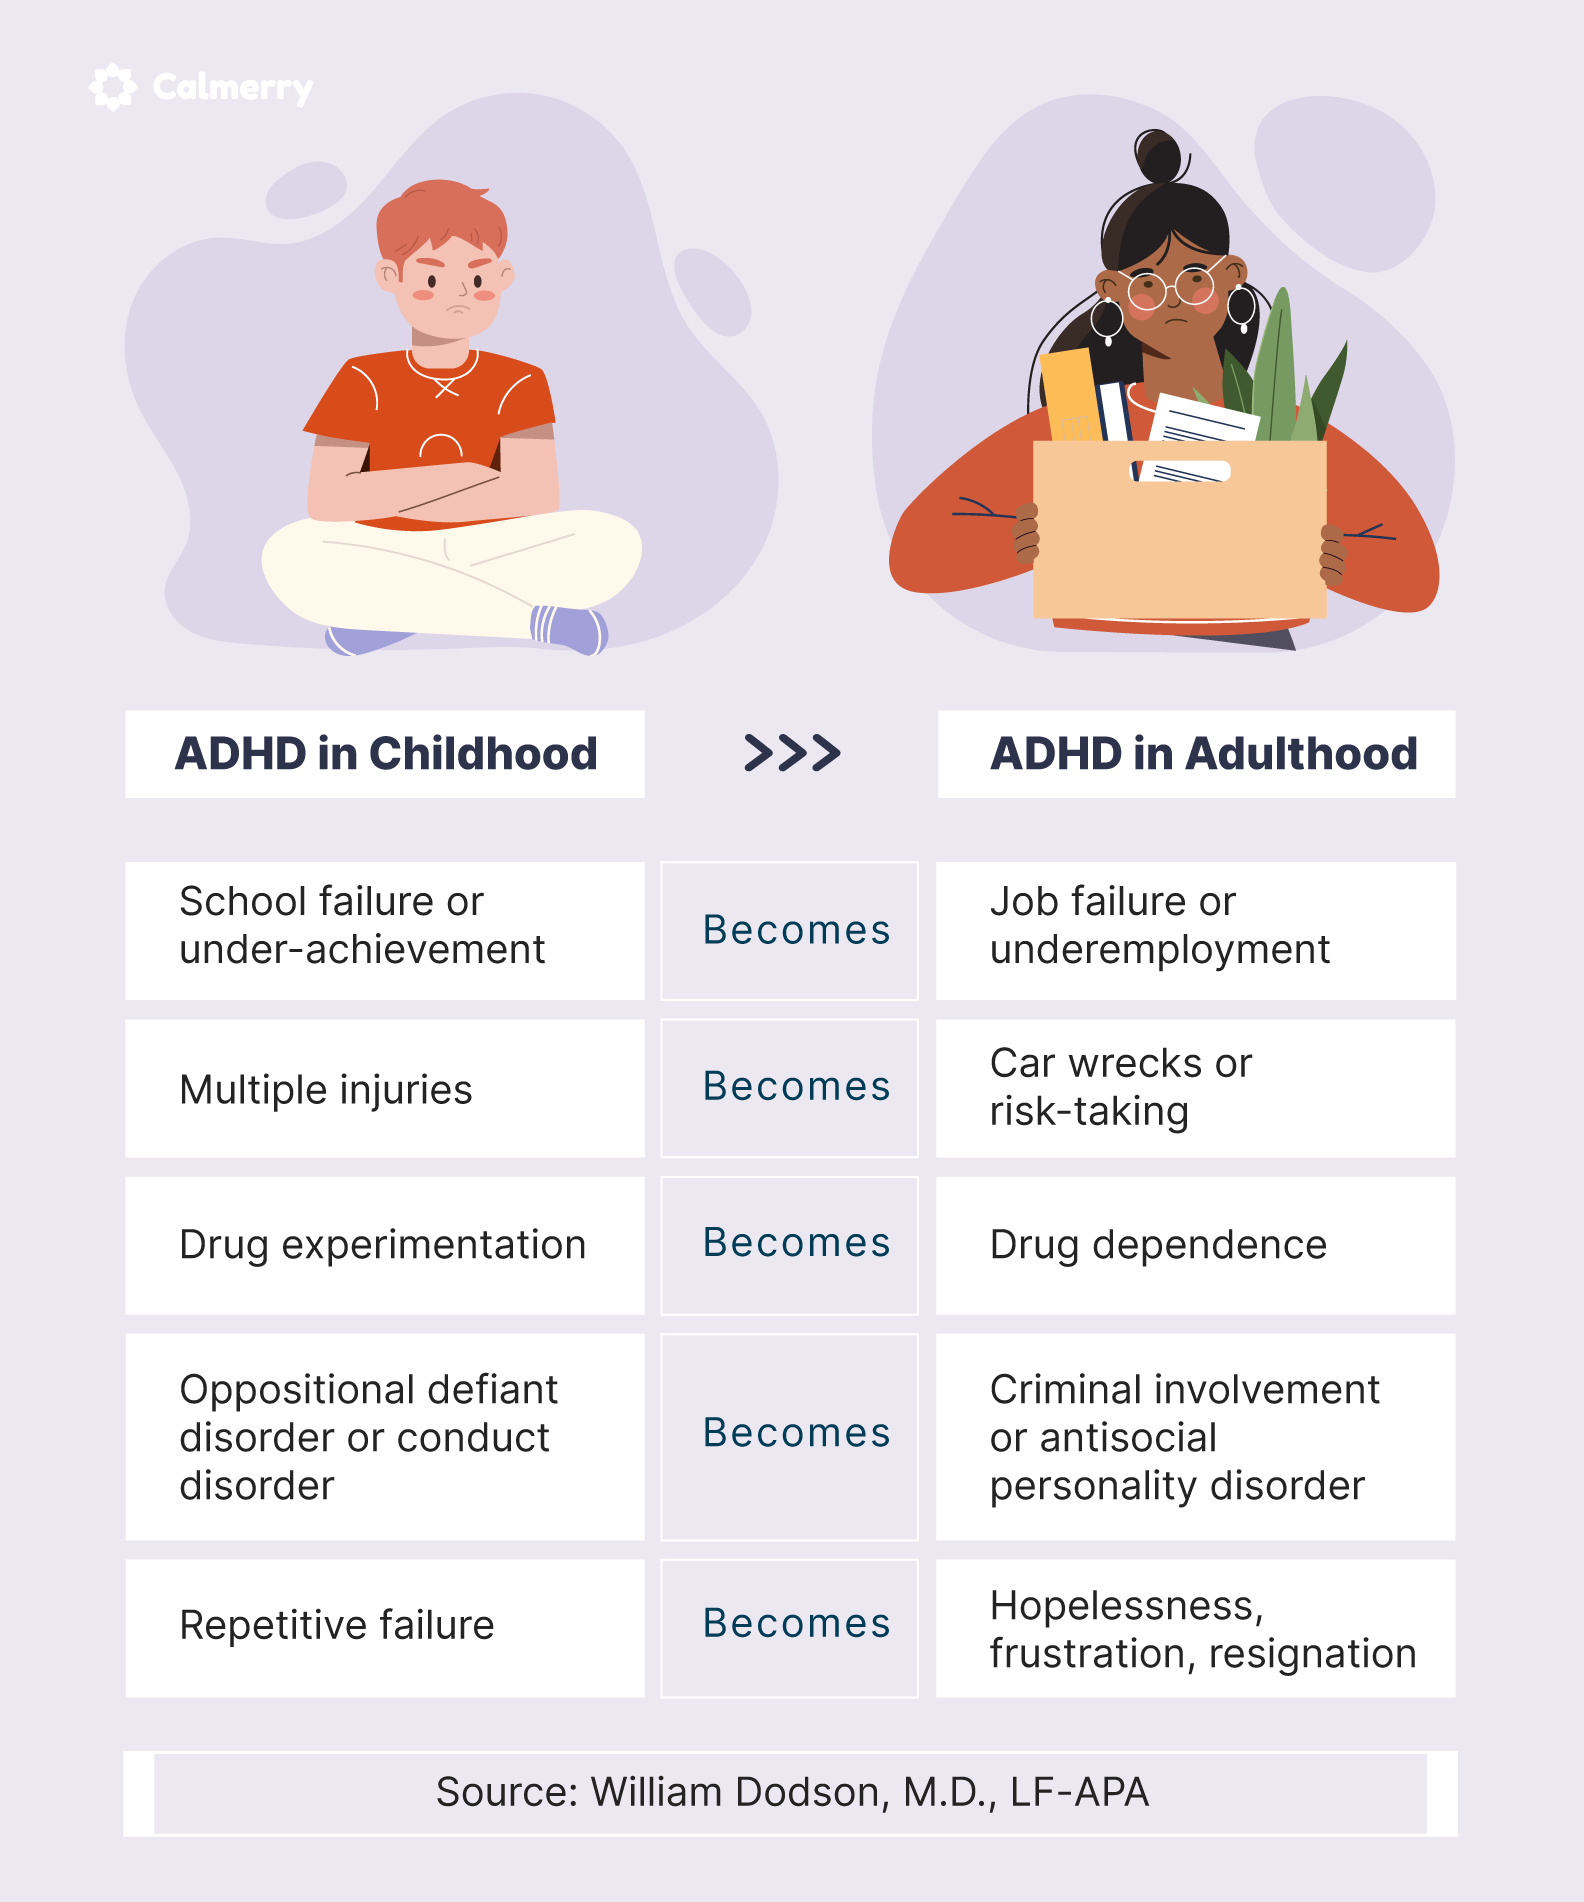 Calmerry
ADHD in Childhood
ADHD in Adulthood
School failure or
under-achievement
Becomes
Job failure or
underemployment
Multiple injuries
Becomes
Car wrecks or
risk-taking
Drug experimentation
Becomes
Drug dependence
Oppositional defiant
disorder or conduct
disorder
Becomes
Criminal involvement
or antisocial
personality disorder
Repetitive failure
Becomes
Hopelessness,
frustration, resignation
Source: William Dodson, M.D., LF-APA